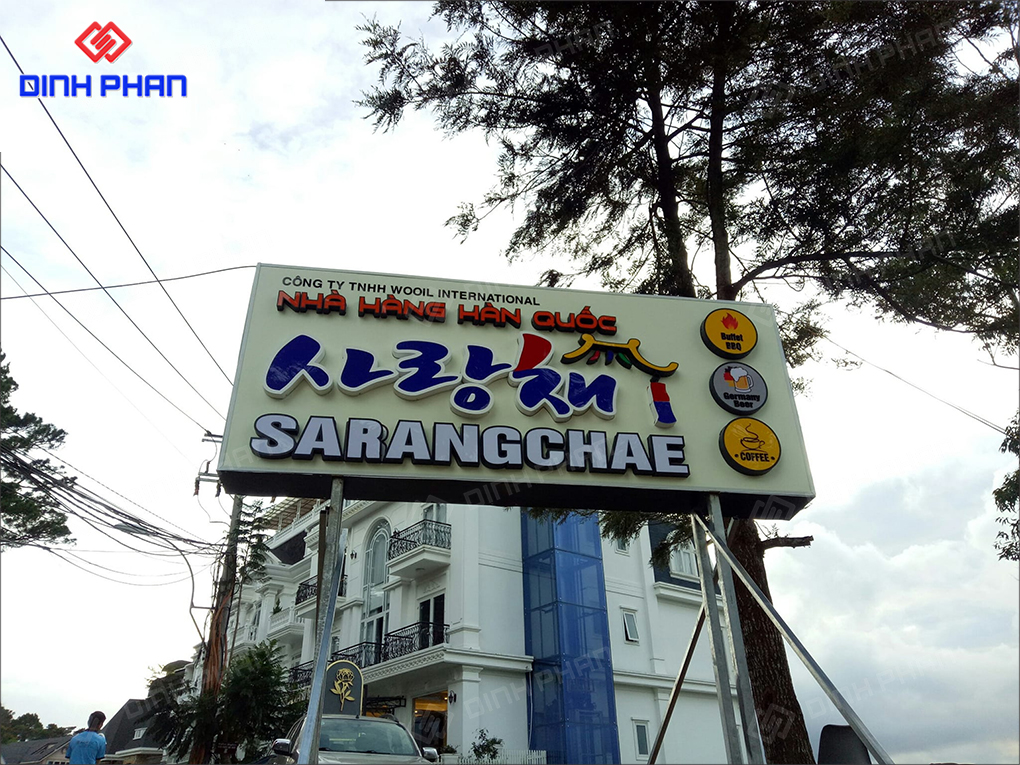 DINH PHAN
CÔNG TY TNHH WOOIL INTERNATIONAL
NHÀ HÀNG HÀN QUỐC
사랑채
SARANGCHAE
Buffet
BBQ
Germany
Beer
• COFFEE •